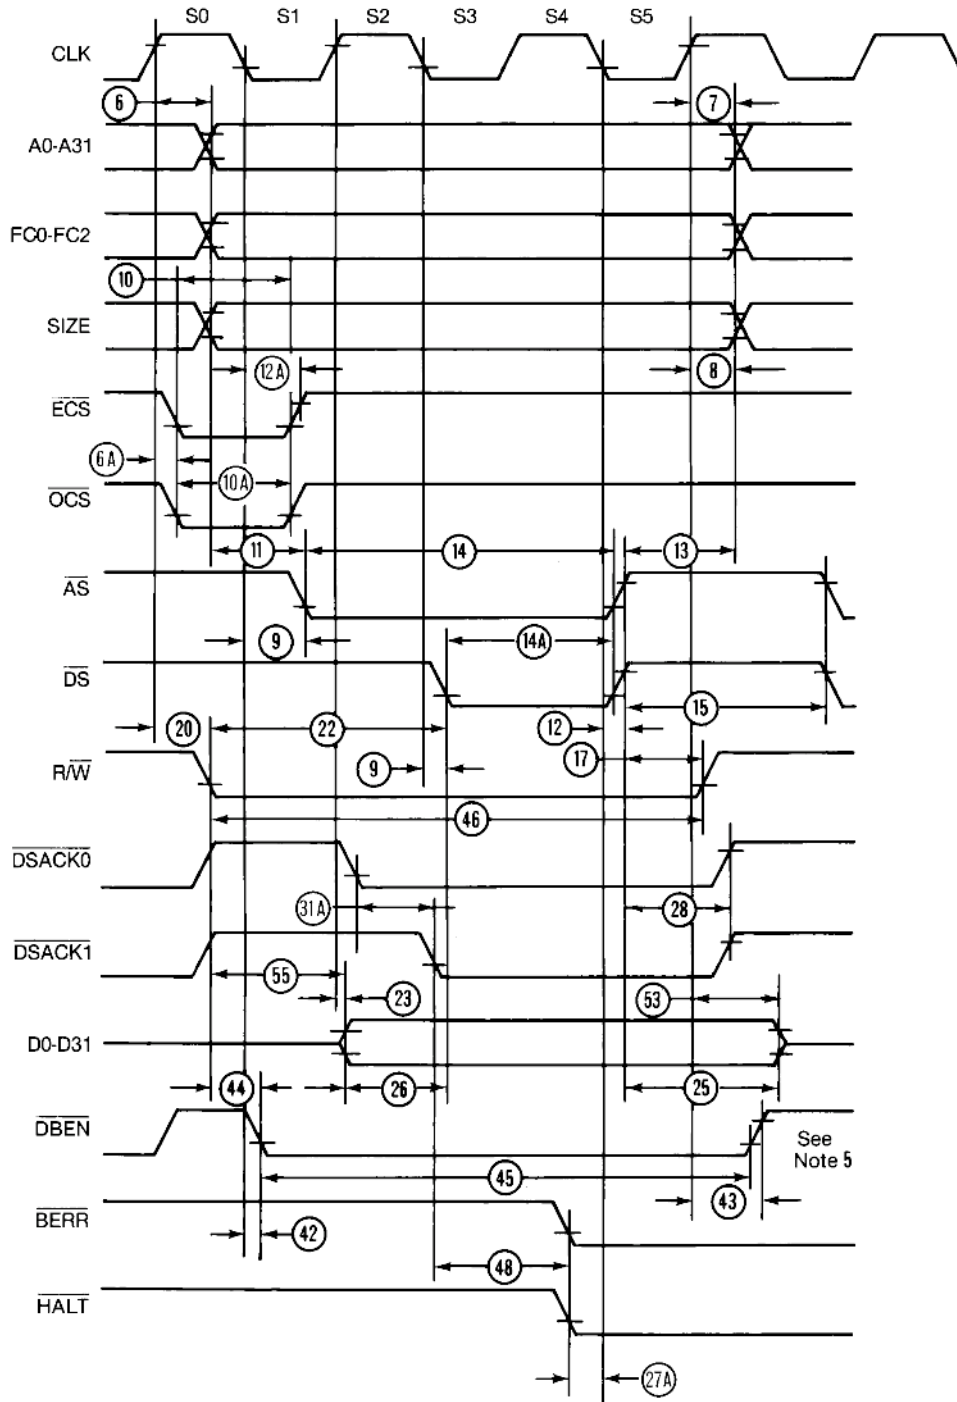 S0 S1 S2 S3 S4 S5
CLK
6 7
A0-A31
FC0-FC2
10
SIZE
12A 8
ECS
6A
10A
OCS
11 14 13
AS
9 14A
DS
15
20 22 12
17
R/W
9
46
DSACK0
31A 28
DSACK1
55 53
23
D0-D31
44 26 25
DBEN
See
Note 5
45
43
BERR
42
48
HALT
27A